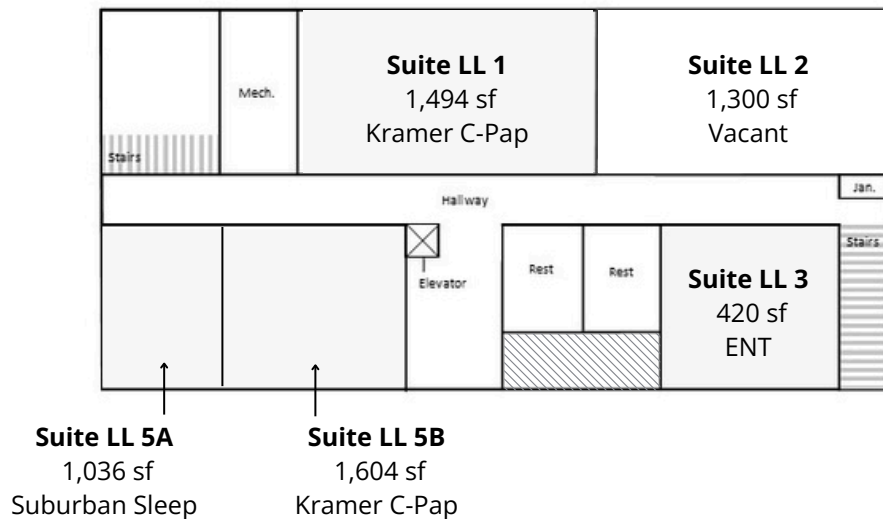 Suite LL 1
1,494 sf
Kramer C-Pap
Suite LL 2
1,300 sf
Vacant
Mech.
Stairs
Hallway
Jan.
Elevator
Rest
Rest
Suite LL 3
420 sf
ENT
Stairs
Suite LL 5A
1,036 sf
Suburban Sleep
Suite LL 5B
1,604 sf
Kramer C-Pap